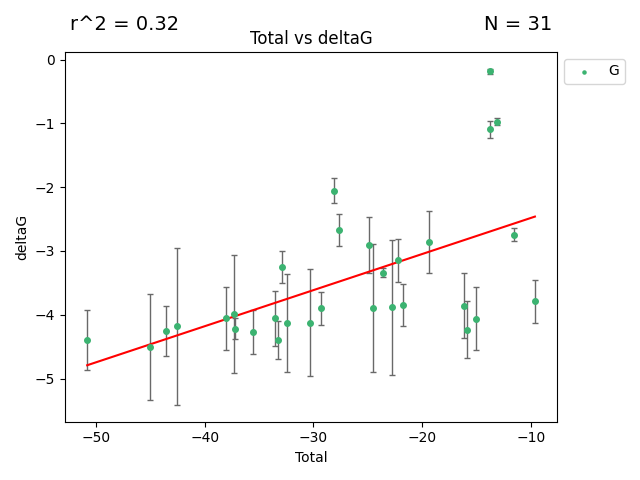 r^2 = 0.32
N = 31
Total vs deltaG
G
0
−1
−2
−3
−4
−5
deltaG
−50
−40
−30
−20
−10
Total